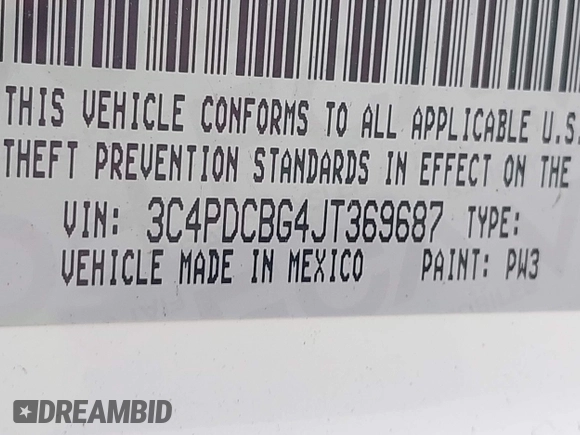 THIS VEHICLE CONFORMS TO ALL APPLICABLE U.S.
THEFT PREVENTION STANDARDS IN EFFECT ON THE
VIN: 3C4PDCBG4JT369687 TYPE:
VEHICLE MADE IN MEXICO PAINT: PW3
DREAMBID